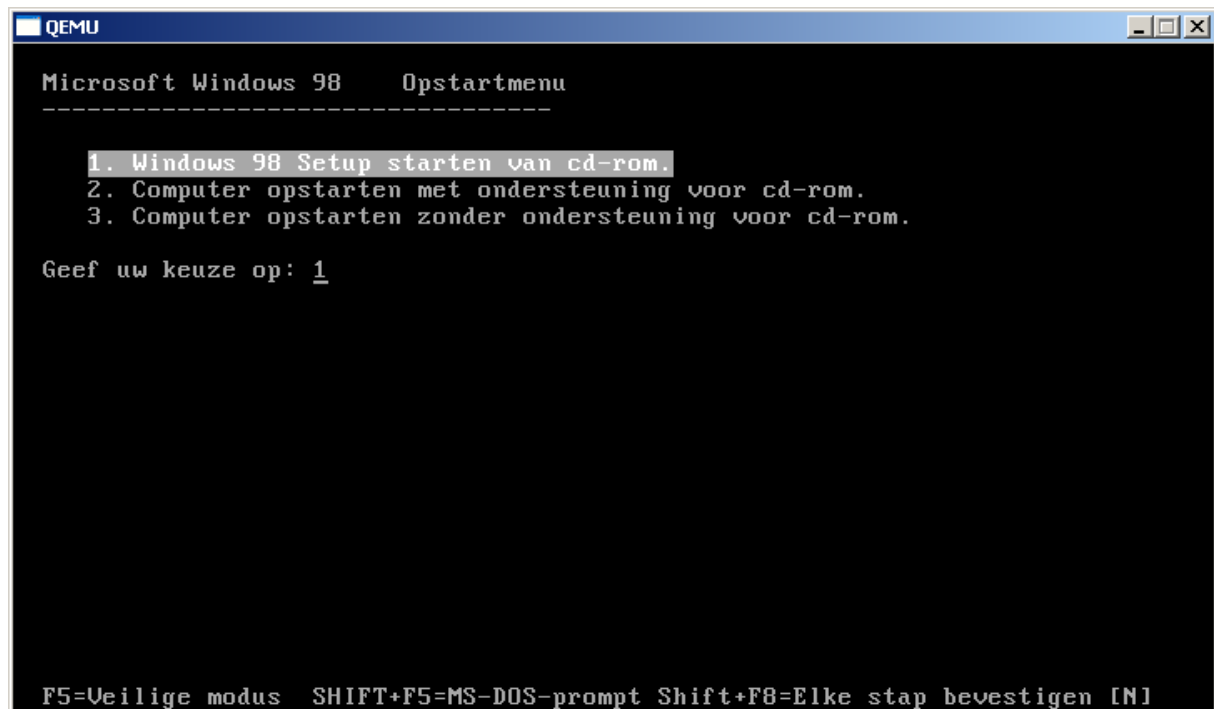 QEMU
Microsoft Windows 98    Opstartmenu
----------------------------------
1. Windows 98 Setup starten van cd-rom.
2. Computer opstarten met ondersteuning voor cd-rom.
3. Computer opstarten zonder ondersteuning voor cd-rom.
Geef uw keuze op: 1
F5=Veilige modus  SHIFT+F5=MS-DOS-prompt Shift+F8=Elke stap bevestigen [N]